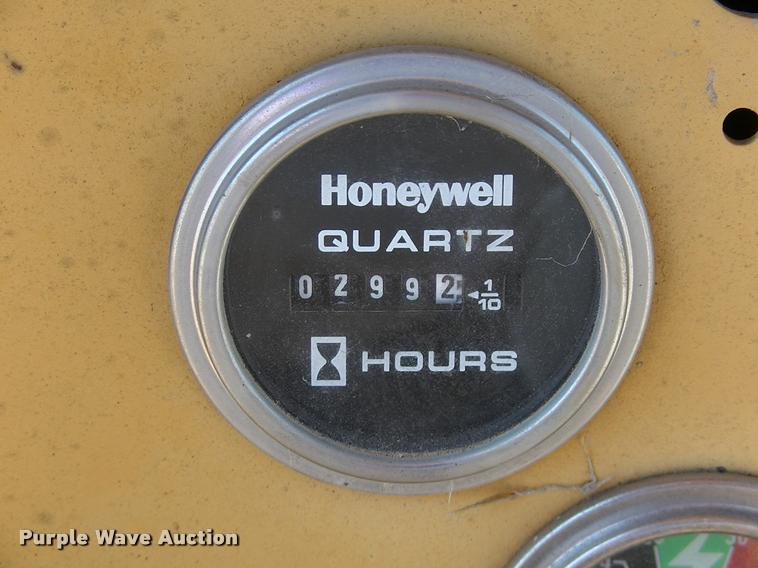 Honeywell
QUARTZ
0 2 9 9 2 ◄ 1/10
HOURS
Purple Wave Auction